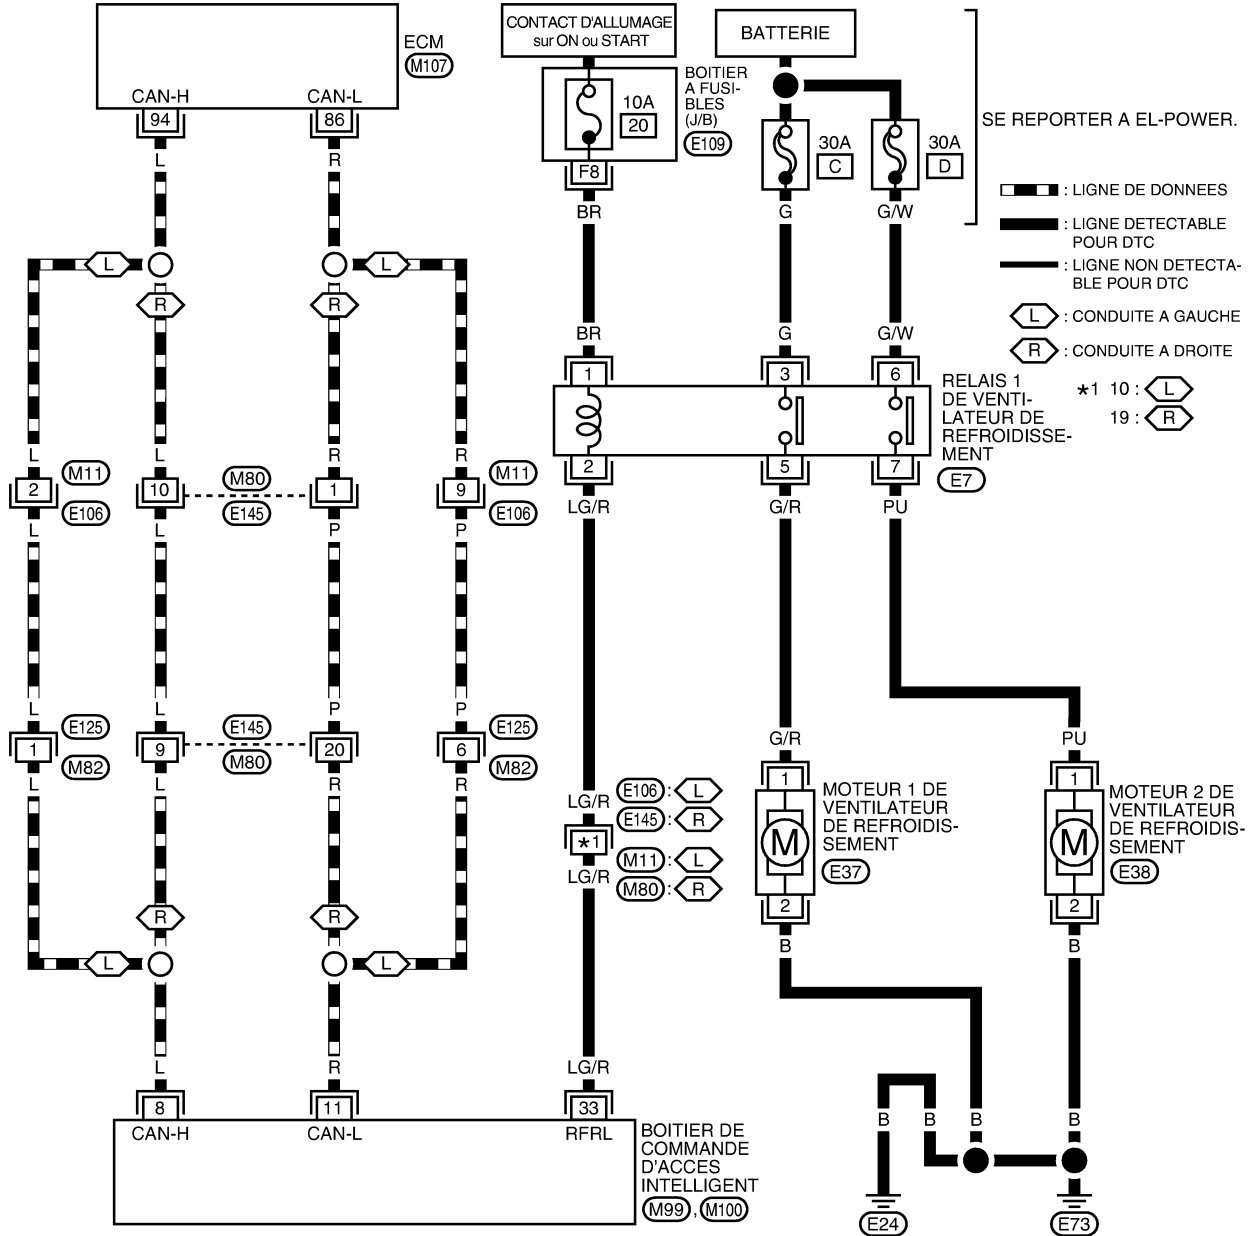 CONTACT D'ALLUMAGE
sur ON ou START
BATTERIE
ECM
M107
CAN-H
CAN-L
94
86
BOITIER
A FUSI-
BLES
(J/B)
E109
10A
20
F8
30A
C
30A
D
SE REPORTER A EL-POWER.
: LIGNE DE DONNEES
: LIGNE DETECTABLE
POUR DTC
: LIGNE NON DETECTA-
BLE POUR DTC
L : CONDUITE A GAUCHE
R : CONDUITE A DROITE
*1 10 : L
19 : R
L
R
BR
G
G/W
L
L
R
R
BR
G
G/W
1
3
6
RELAIS 1
DE VENTI-
LATEUR DE
REFROIDISSE-
MENT
E7
2
5
7
LG/R
G/R
PU
L
L
R
R
2
M11
E106
10
M80
E145
1
9
M11
E106
L
L
P
P
L
L
P
P
1
E125
M82
9
E145
M80
20
6
E125
M82
L
L
R
R
G/R
PU
LG/R
E106 : L
E145 : R
*1
M11 : L
M80 : R
LG/R
1
M
2
MOTEUR 1 DE
VENTILATEUR
DE REFROIDIS-
SEMENT
E37
1
M
2
MOTEUR 2 DE
VENTILATEUR
DE REFROIDIS-
SEMENT
E38
B
B
R
R
L
L
L
R
LG/R
8
11
33
CAN-H
CAN-L
RFRL
BOITIER DE
COMMANDE
D'ACCES
INTELLIGENT
M99 , M100
B
B
B
B
E24
E73